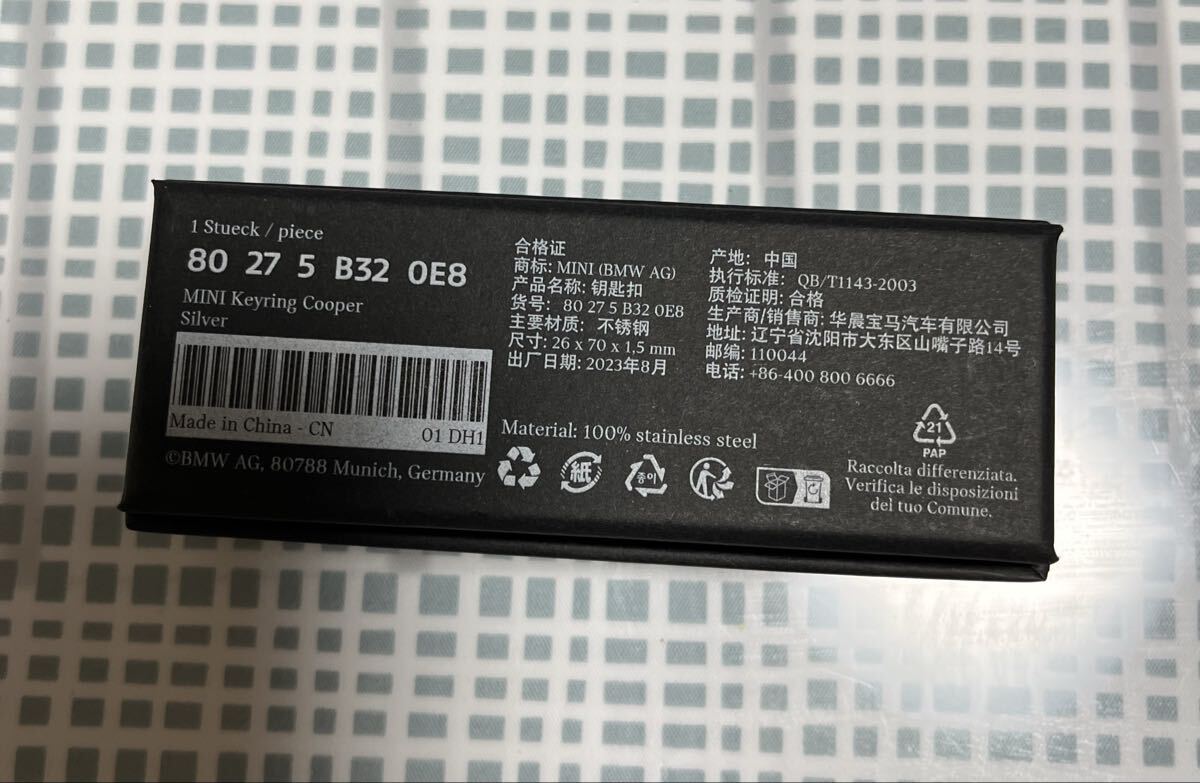 1 Stueck / piece
80 27 5 B32 0E8
MINI Keyring Cooper
Silver
Made in China - CN 01 DH1
©BMW AG, 80788 Munich, Germany
合格证
商标: MINI (BMW AG)
产品名称: 钥匙扣
货号: 80 27 5 B32 0E8
主要材质: 不锈钢
尺寸: 26 x 70 x 1,5 mm
出厂日期: 2023年8月
产地: 中国
执行标准: QB/T1143-2003
质检证明: 合格
生产商/销售商: 华晨宝马汽车有限公司
地址: 辽宁省沈阳市大东区山嘴子路14号
邮编: 110044
电话: +86-400 800 6666
Material: 100% stainless steel
紙
종이
21
PAP
Raccolta differenziata.
Verifica le disposizioni
del tuo Comune.